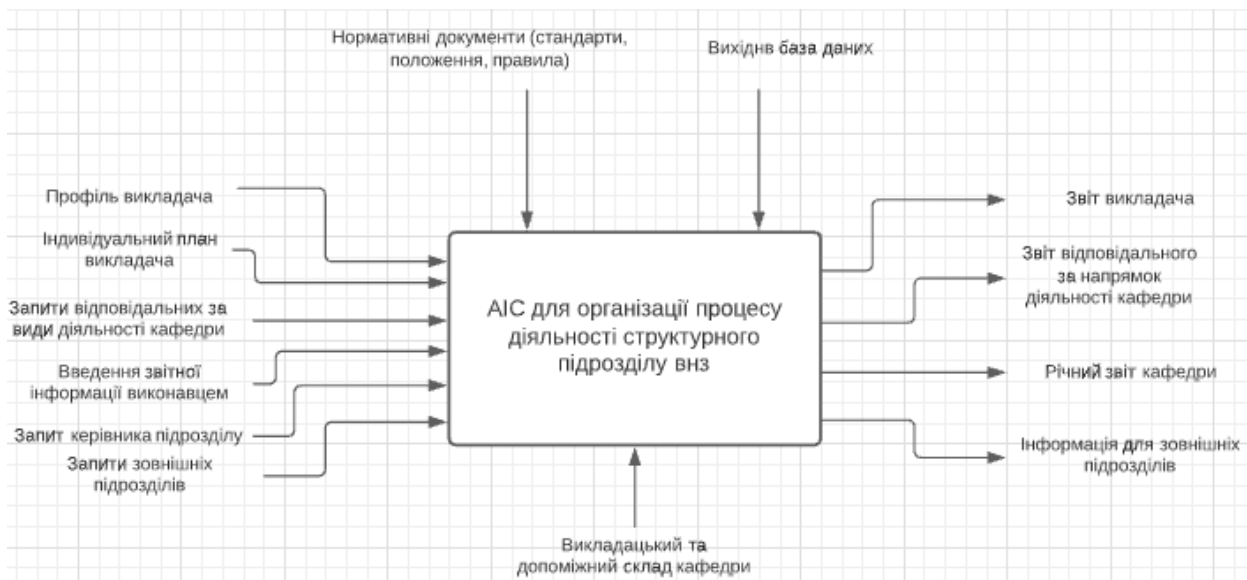 Нормативні документи (стандарти,
положення, правила)
Вихіднв база даних
Профіль викладача
Індивідуальний план
викладача
Запити відповідальних за
види діяльності кафедри
Введення звітної
інформації виконавцем
Запит керівника підрозділу
Запити зовнішніх
підрозділів
АІС для організації процесу
діяльності структурного
підрозділу внз
Звіт викладача
Звіт відповідального
за напрямок
діяльності кафедри
Річний звіт кафедри
Інформація для зовнішніх
підрозділів
Викладацький та
допоміжний склад кафедри